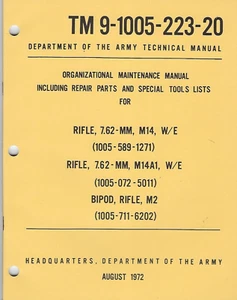 TM 9-1005-223-20
DEPARTMENT OF THE ARMY TECHNICAL MANUAL
ORGANIZATIONAL MAINTENANCE MANUAL
INCLUDING REPAIR PARTS AND SPECIAL TOOLS LISTS
FOR
RIFLE, 7.62-MM, M14, W/E
(1005-589-1271)
RIFLE, 7.62-MM, M14A1, W/E
(1005-072-5011)
BIPOD, RIFLE, M2
(1005-711-6202)
HEADQUARTERS, DEPARTMENT OF THE ARMY
AUGUST 1972